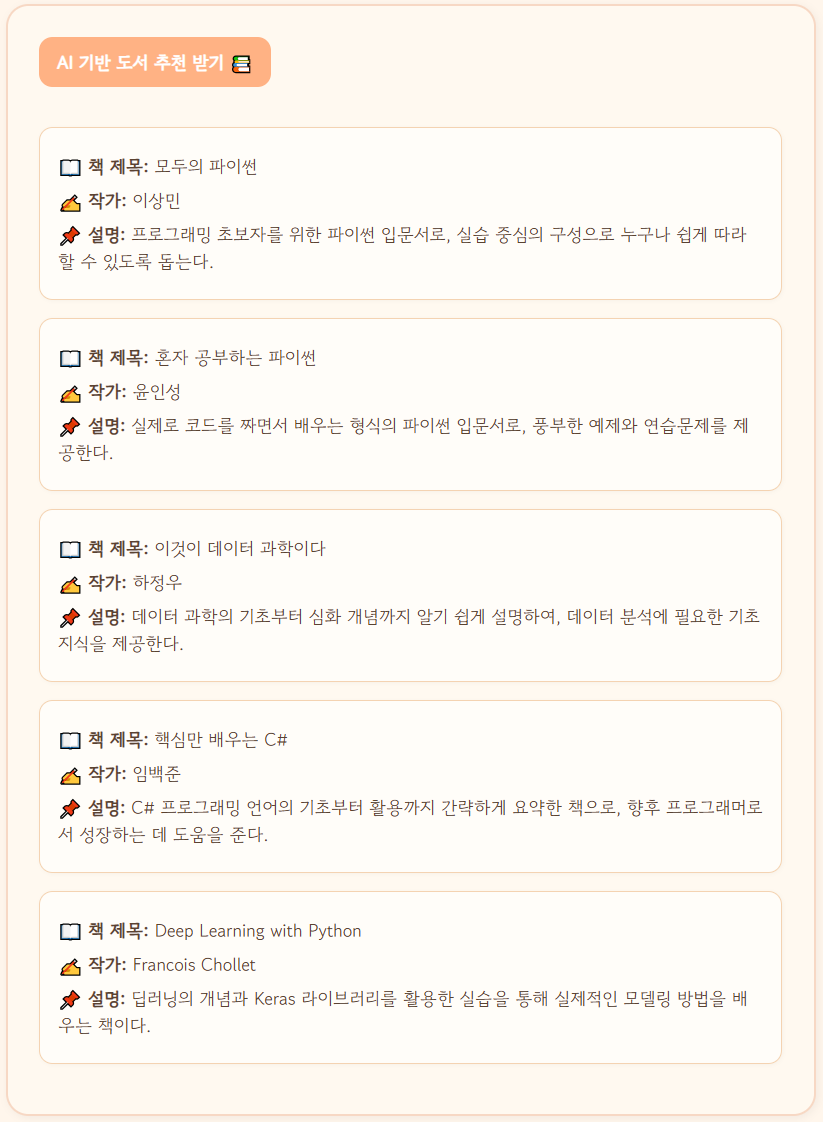 AI 기반 도서 추천 받기 📚
📖 책 제목: 모두의 파이썬
✍️ 작가: 이상민
📌 설명: 프로그래밍 초보자를 위한 파이썬 입문서로, 실습 중심의 구성으로 누구나 쉽게 따라
할 수 있도록 돕는다.
📖 책 제목: 혼자 공부하는 파이썬
✍️ 작가: 윤인성
📌 설명: 실제로 코드를 짜면서 배우는 형식의 파이썬 입문서로, 풍부한 예제와 연습문제를 제
공한다.
📖 책 제목: 이것이 데이터 과학이다
✍️ 작가: 하정우
📌 설명: 데이터 과학의 기초부터 심화 개념까지 알기 쉽게 설명하여, 데이터 분석에 필요한 기초
지식을 제공한다.
📖 책 제목: 핵심만 배우는 C#
✍️ 작가: 임백준
📌 설명: C# 프로그래밍 언어의 기초부터 활용까지 간략하게 요약한 책으로, 향후 프로그래머로
서 성장하는 데 도움을 준다.
📖 책 제목: Deep Learning with Python
✍️ 작가: Francois Chollet
📌 설명: 딥러닝의 개념과 Keras 라이브러리를 활용한 실습을 통해 실제적인 모델링 방법을 배
우는 책이다.